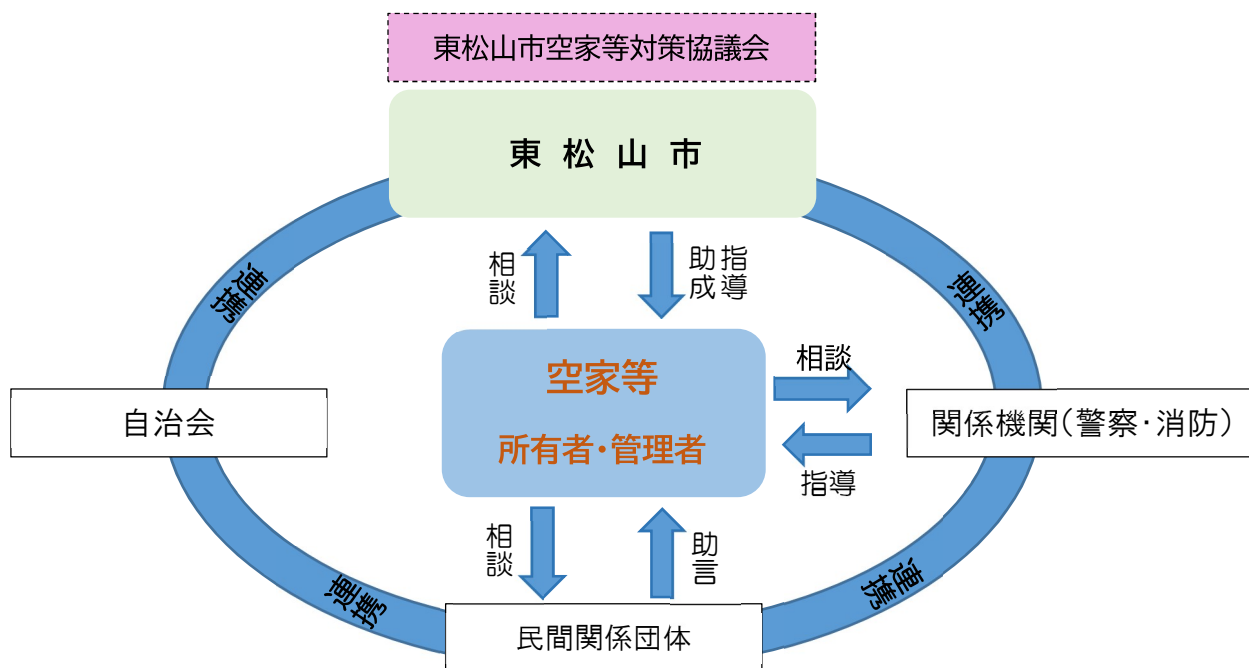 東松山市空家等対策協議会
東松山市
相談
指導
助成
連携
連携
空家等
所有者・管理者
相談
指導
自治会
関係機関（警察・消防）
相談
助言
連携
連携
民間関係団体